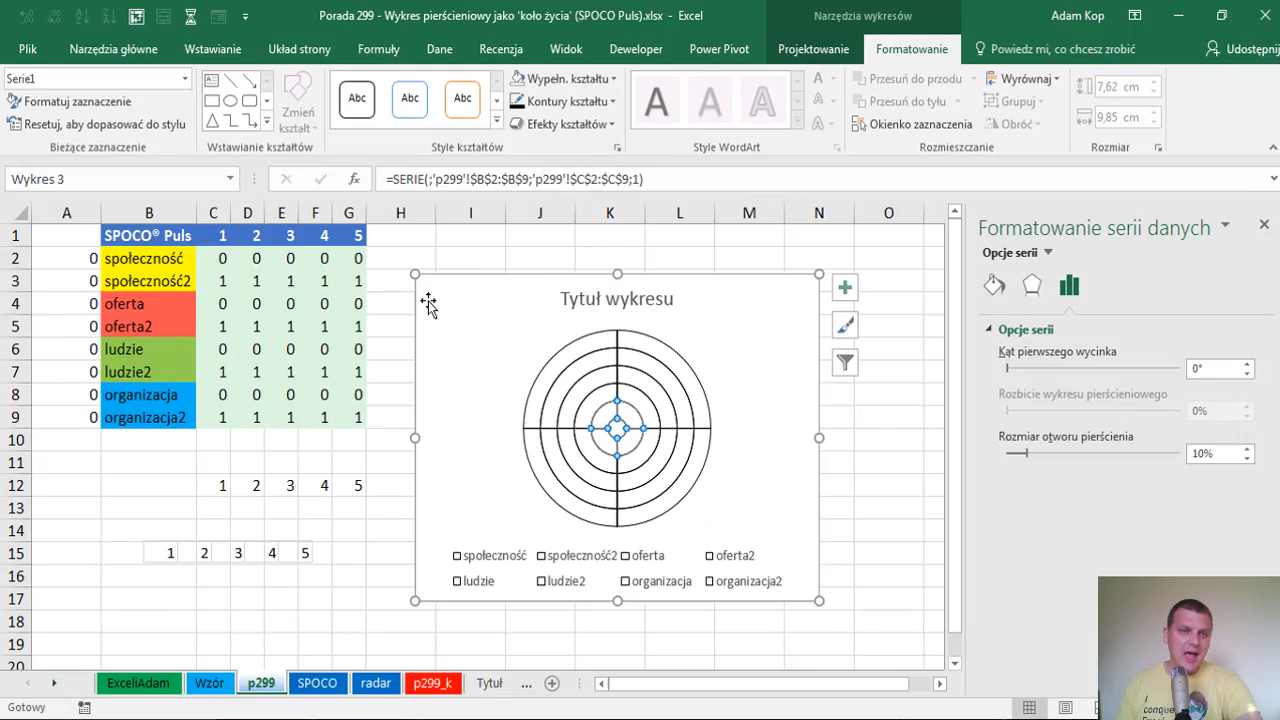 Porada 299 - Wykres pierścieniowy jako 'koło życia' (SPOCO Puls).xlsx - Excel
Narzędzia wykresów
Adam Kop
Plik Narzędzia główne Wstawianie Układ strony Formuły Dane Recenzja Widok Deweloper Power Pivot Projektowanie Formatowanie Powiedz mi, co chcesz zrobić Udostępnij
Serie1
Formatuj zaznaczenie
Resetuj, aby dopasować do stylu
Bieżące zaznaczenie
Zmień
kształt
Wstawianie kształtów
Abc Abc Abc
Wypełn. kształtu
Kontury kształtów
Efekty kształtów
Style kształtów
A A A
A
A
A
Style WordArt
Przesuń do przodu
Przesuń do tyłu
Okienko zaznaczenia
Wyrównaj
Grupuj
Obróć
Rozmieszczanie
7,62 cm
9,85 cm
Rozmiar
Wykres 3 fx =SERIE(;'p299'!$B$2:$B$9;'p299'!$C$2:$C$9;1)
A B C D E F G H I J K L M N O
1 SPOCO® Puls 1 2 3 4 5
2 0 społeczność 0 0 0 0 0
3 0 społeczność2 1 1 1 1 1
4 0 oferta 0 0 0 0 0
5 0 oferta2 1 1 1 1 1
6 0 ludzie 0 0 0 0 0
7 0 ludzie2 1 1 1 1 1
8 0 organizacja 0 0 0 0 0
9 0 organizacja2 1 1 1 1 1
10
11
12 1 2 3 4 5
13
14
15 1 2 3 4 5
16
17
18
19
20
Tytuł wykresu
społeczność społeczność2 oferta oferta2
ludzie ludzie2 organizacja organizacja2
Formatowanie serii danych
Opcje serii
Opcje serii
Kąt pierwszego wycinka
0°
Rozbicie wykresu pierścieniowego
0%
Rozmiar otworu pierścienia
10%
ExceliAdam Wzór p299 SPOCO radar p299_k Tytuł ...
Gotowy
I
conquer